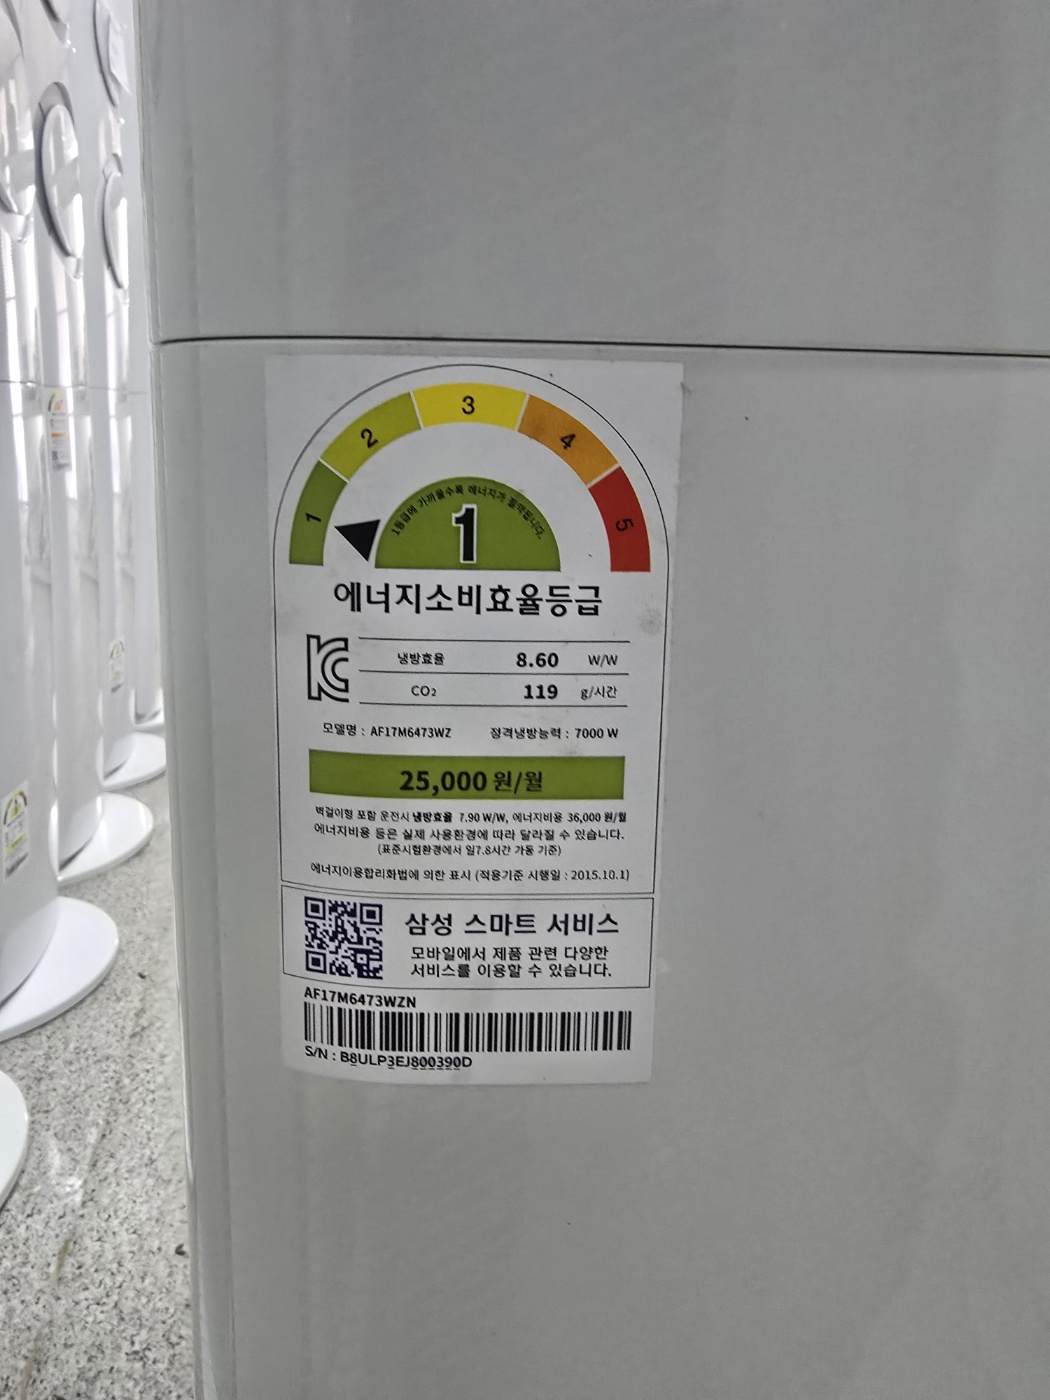 1
2
3
4
5
1등급에 가까울수록 에너지가 절약됩니다.
1
에너지소비효율등급
냉방효율 8.60 W/W
CO₂ 119 g/시간
모델명 : AF17M6473WZ 정격냉방능력 : 7000 W
25,000 원/월
벽걸이형 포함 운전시 냉방효율 7.90 W/W, 에너지비용 36,000 원/월
에너지비용 등은 실제 사용환경에 따라 달라질 수 있습니다.
(표준시험환경에서 일7.8시간 가동 기준)
에너지이용합리화법에 의한 표시 (적용기준 시행일 : 2015.10.1)
삼성 스마트 서비스
모바일에서 제품 관련 다양한
서비스를 이용할 수 있습니다.
AF17M6473WZN
S/N : B8ULP3EJ800390D